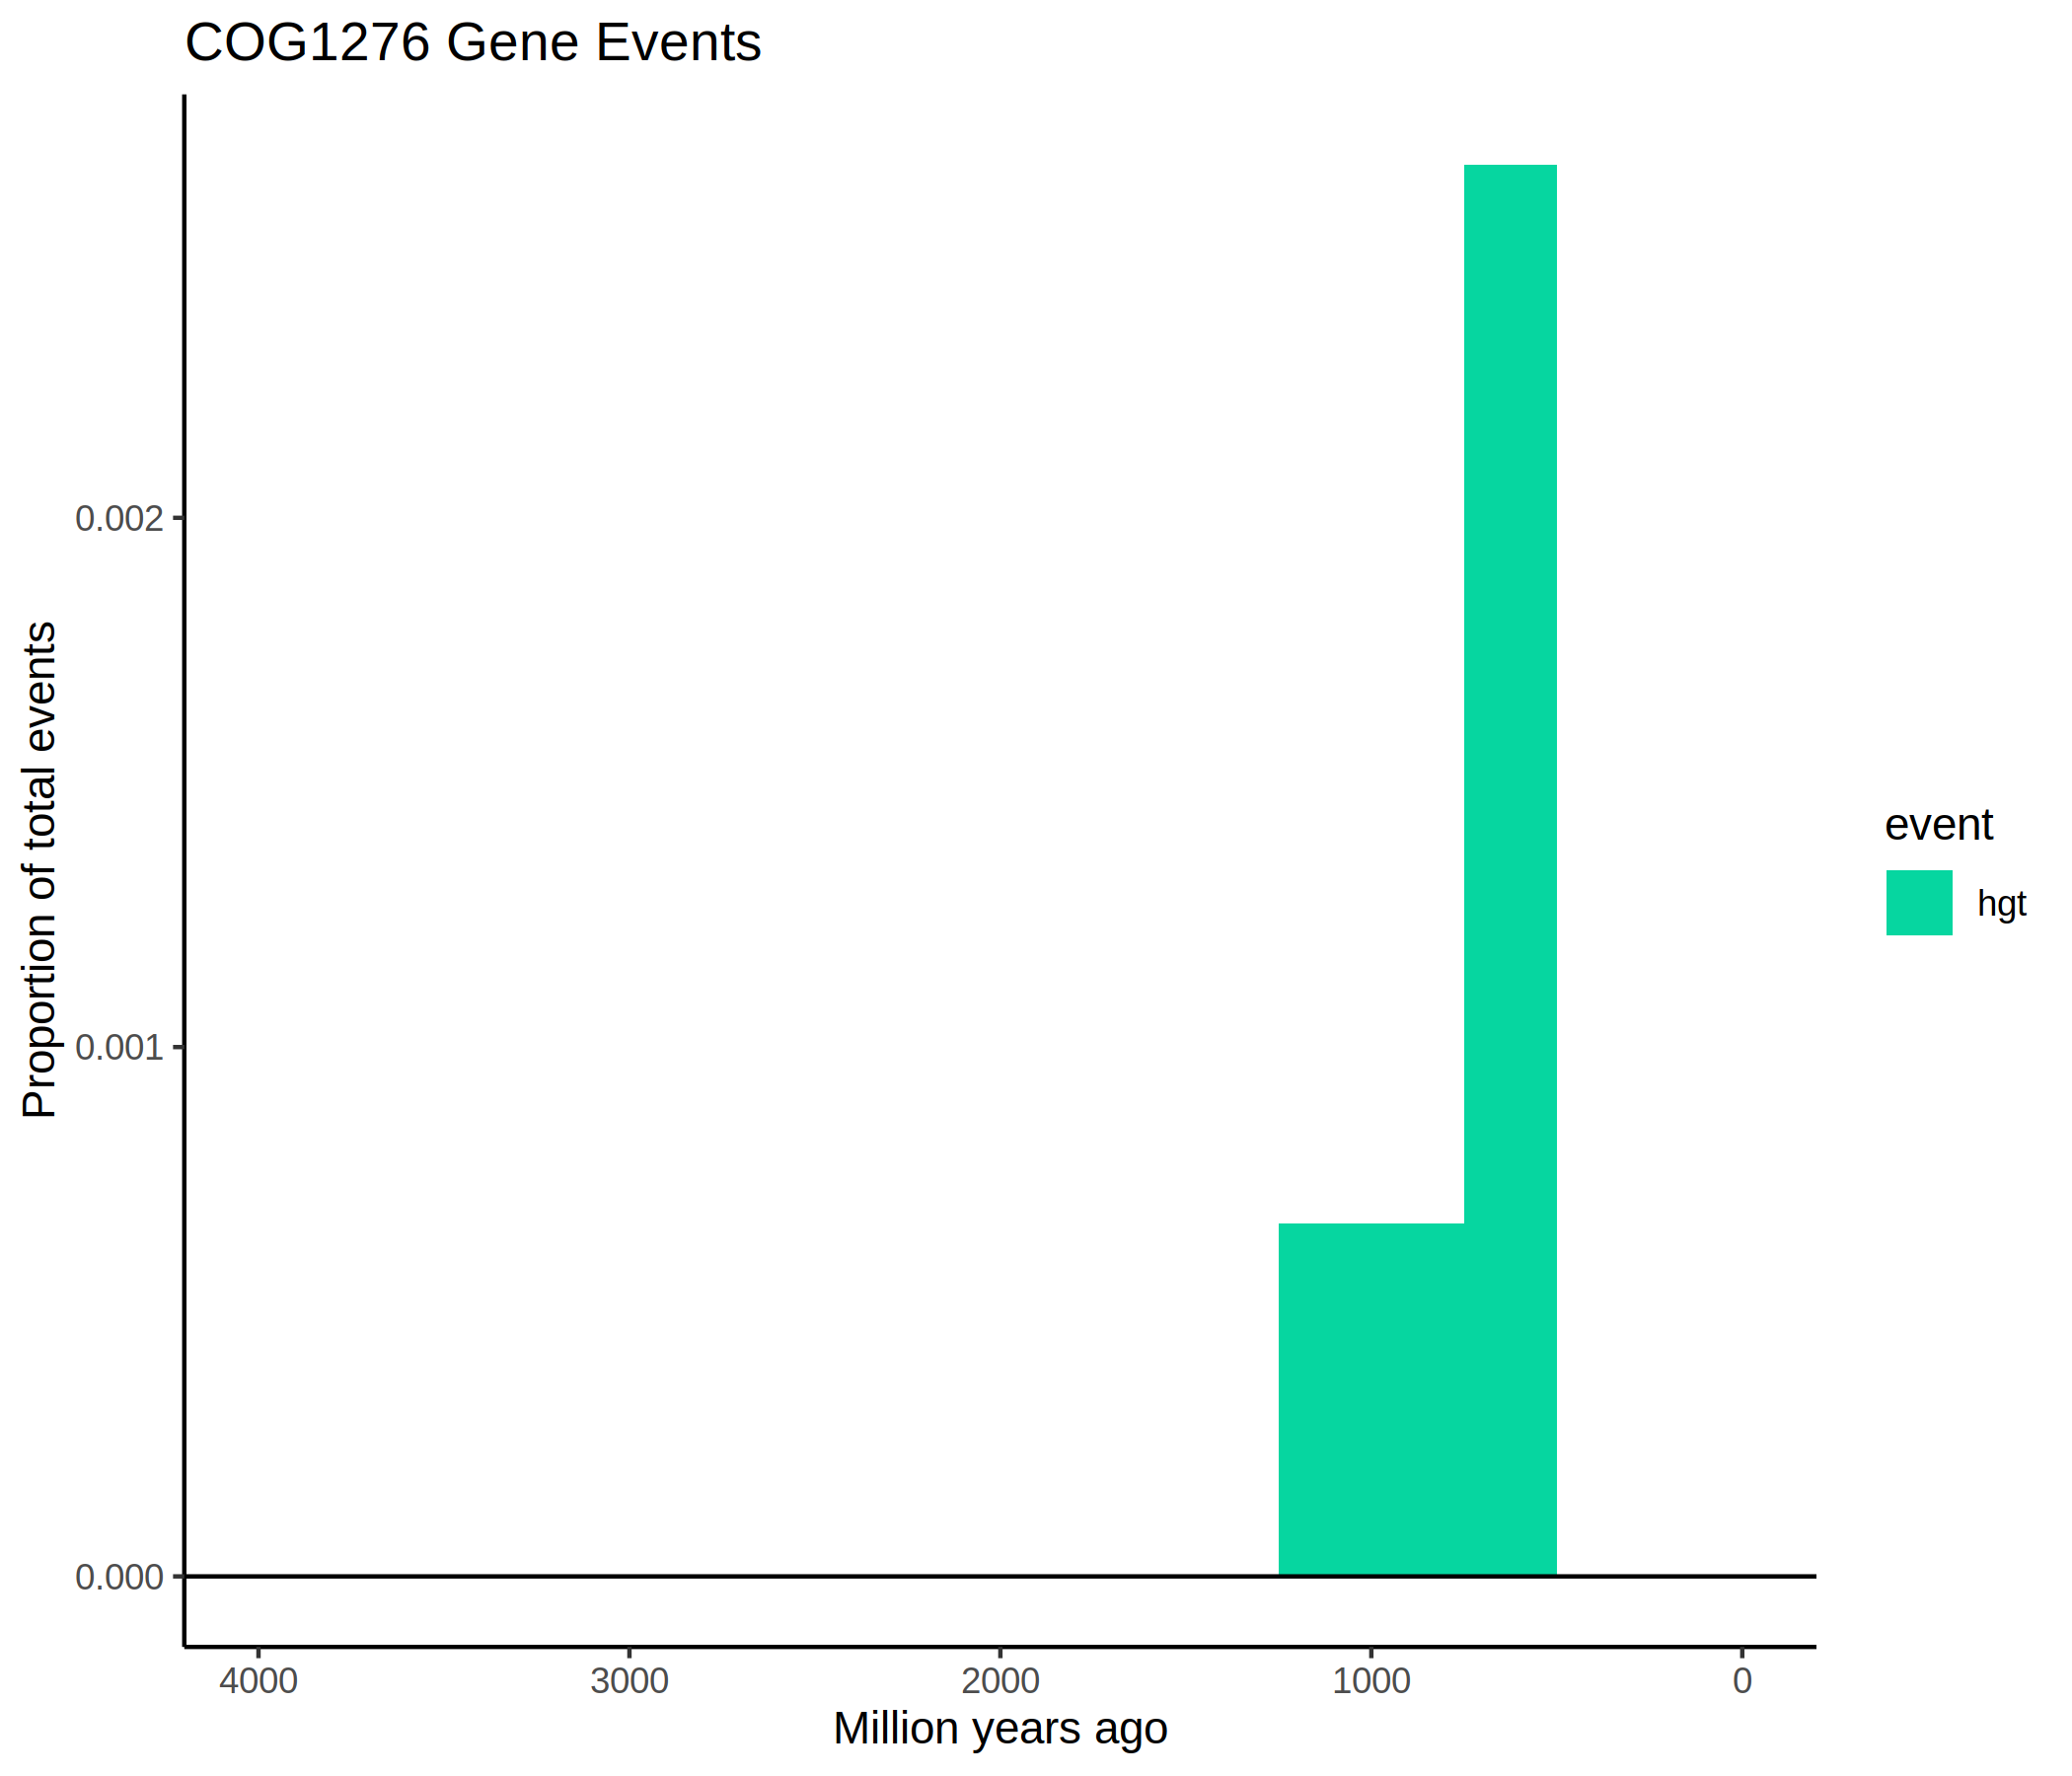 COG1276 Gene Events
Proportion of total events
0.002
0.001
0.000
4000 3000 2000 1000 0
Million years ago
event
hgt